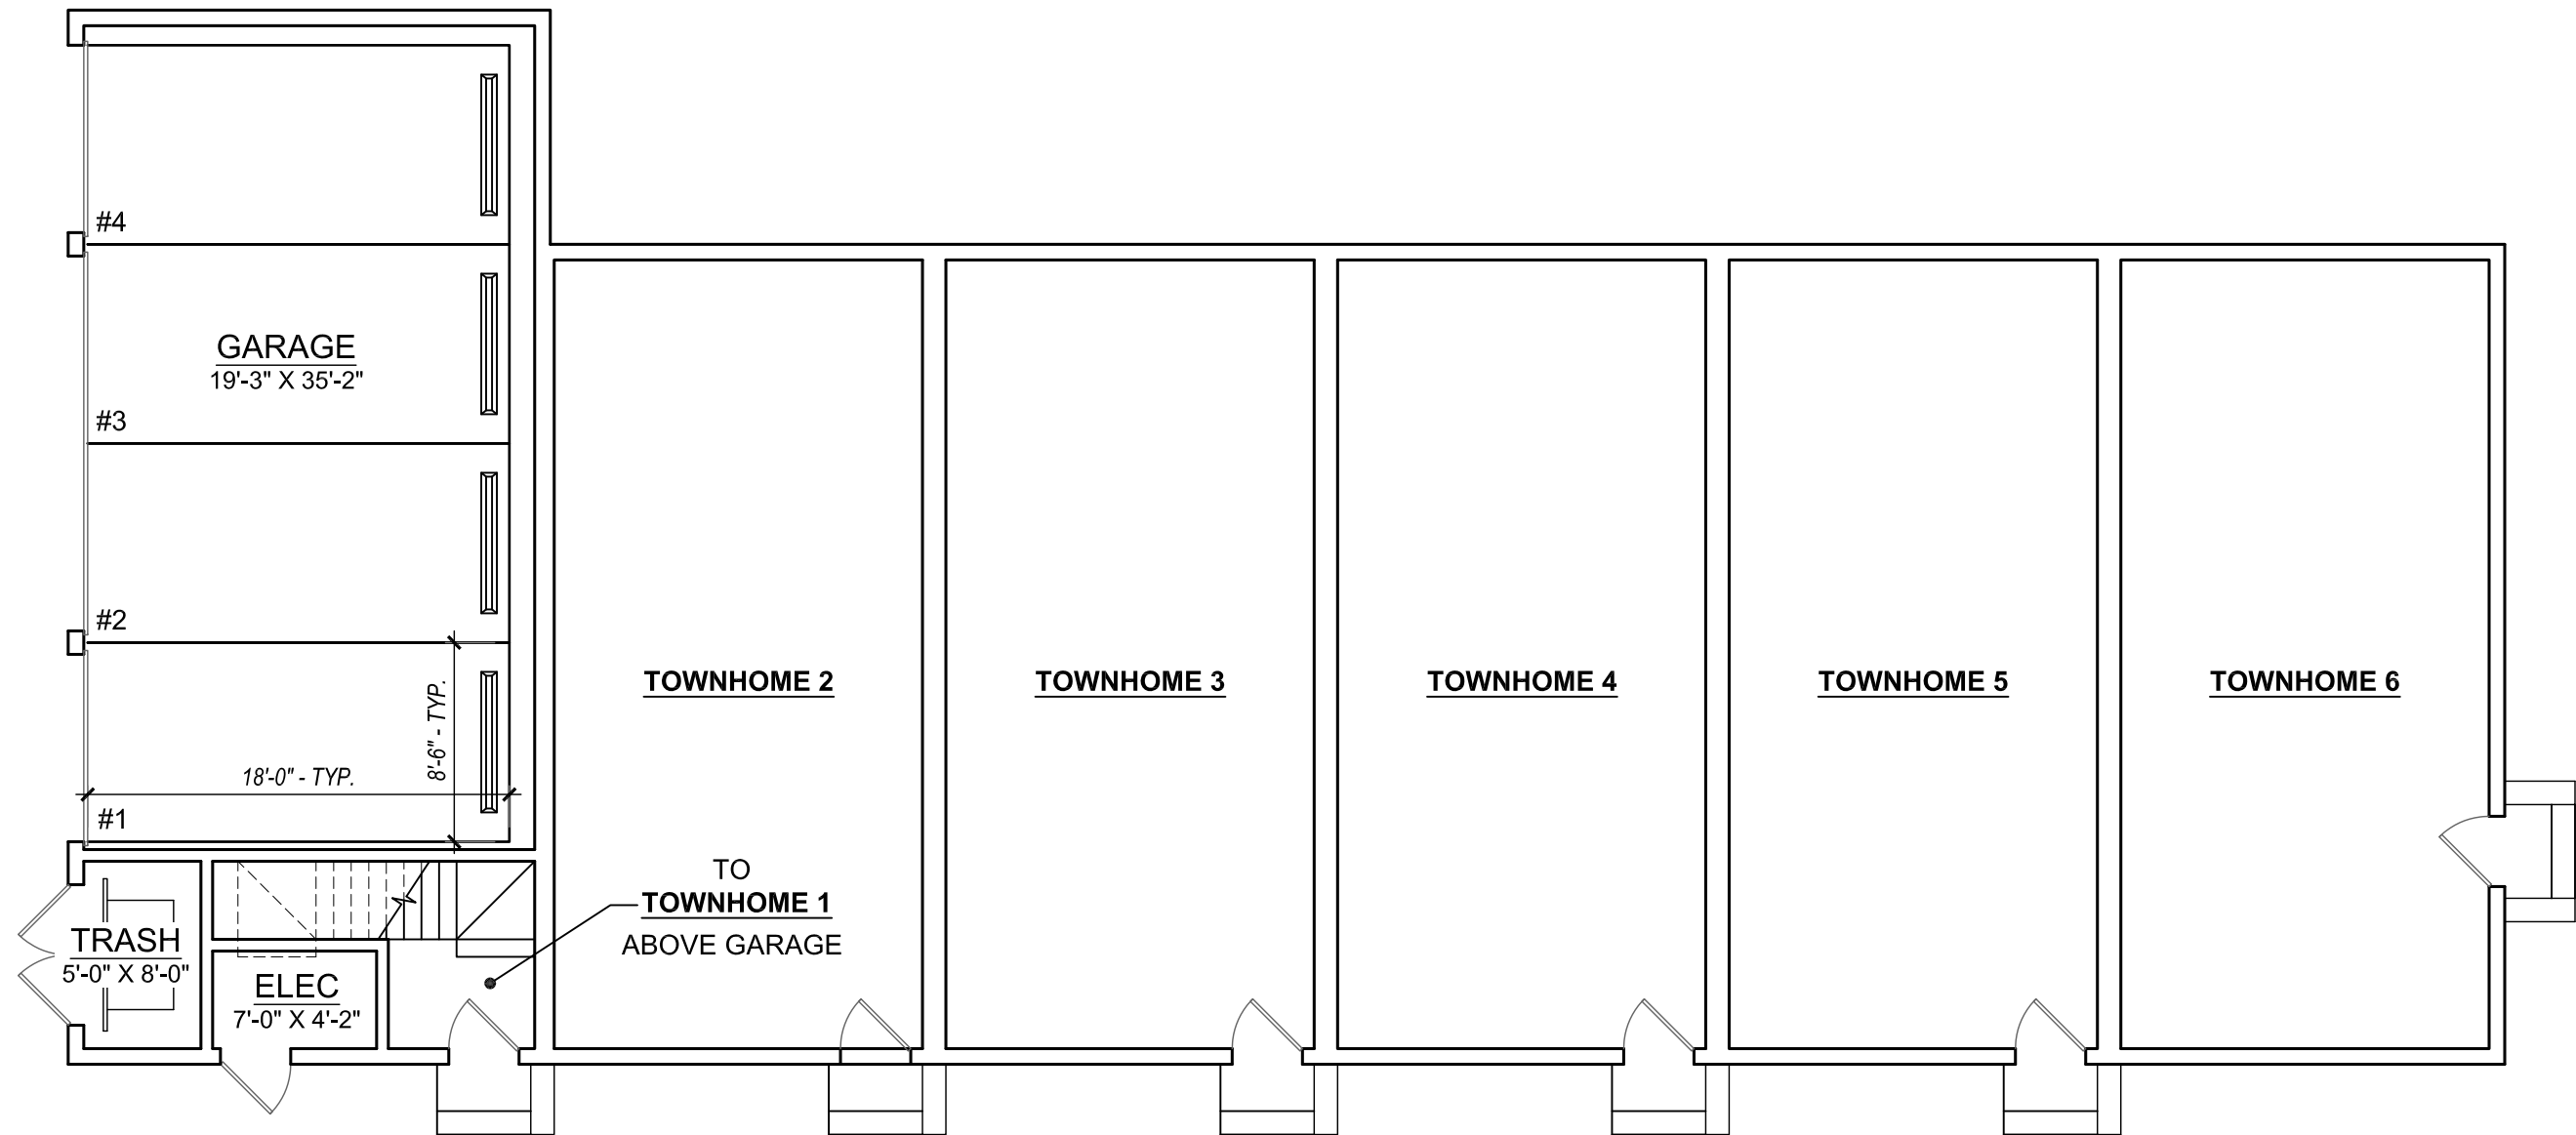 #4
GARAGE
19'-3" X 35'-2"
#3
#2
8'-6" - TYP.
18'-0" - TYP.
#1
TOWNHOME 2
TOWNHOME 3
TOWNHOME 4
TOWNHOME 5
TOWNHOME 6
TO
TOWNHOME 1
ABOVE GARAGE
TRASH
5'-0" X 8'-0"
ELEC
7'-0" X 4'-2"